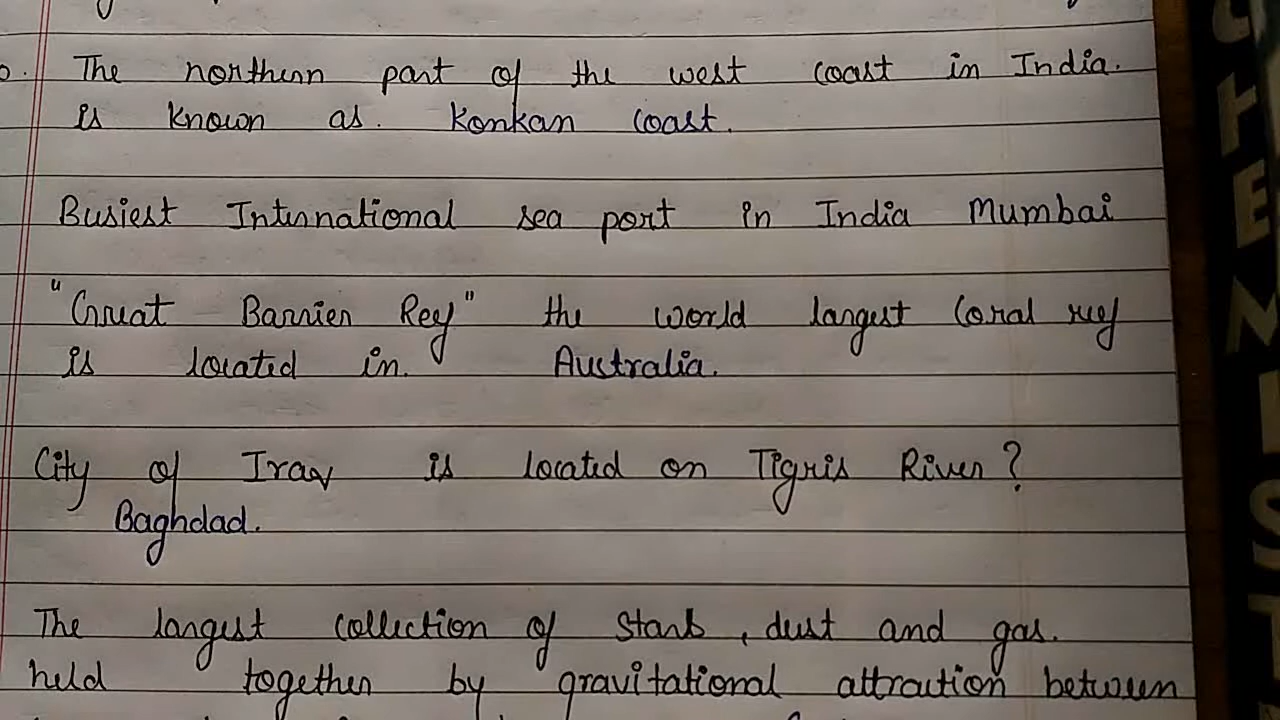 The northern part of the west coast in India.
is known as. Konkan coast.
Busiest International sea port in India Mumbai
"Great Barrier Reef" the world largest Coral reef
is located in. Australia.
City of Iraq is located on Tigris River?
Baghdad.
The largest collection of stars, dust and gas.
held together by gravitational attraction between